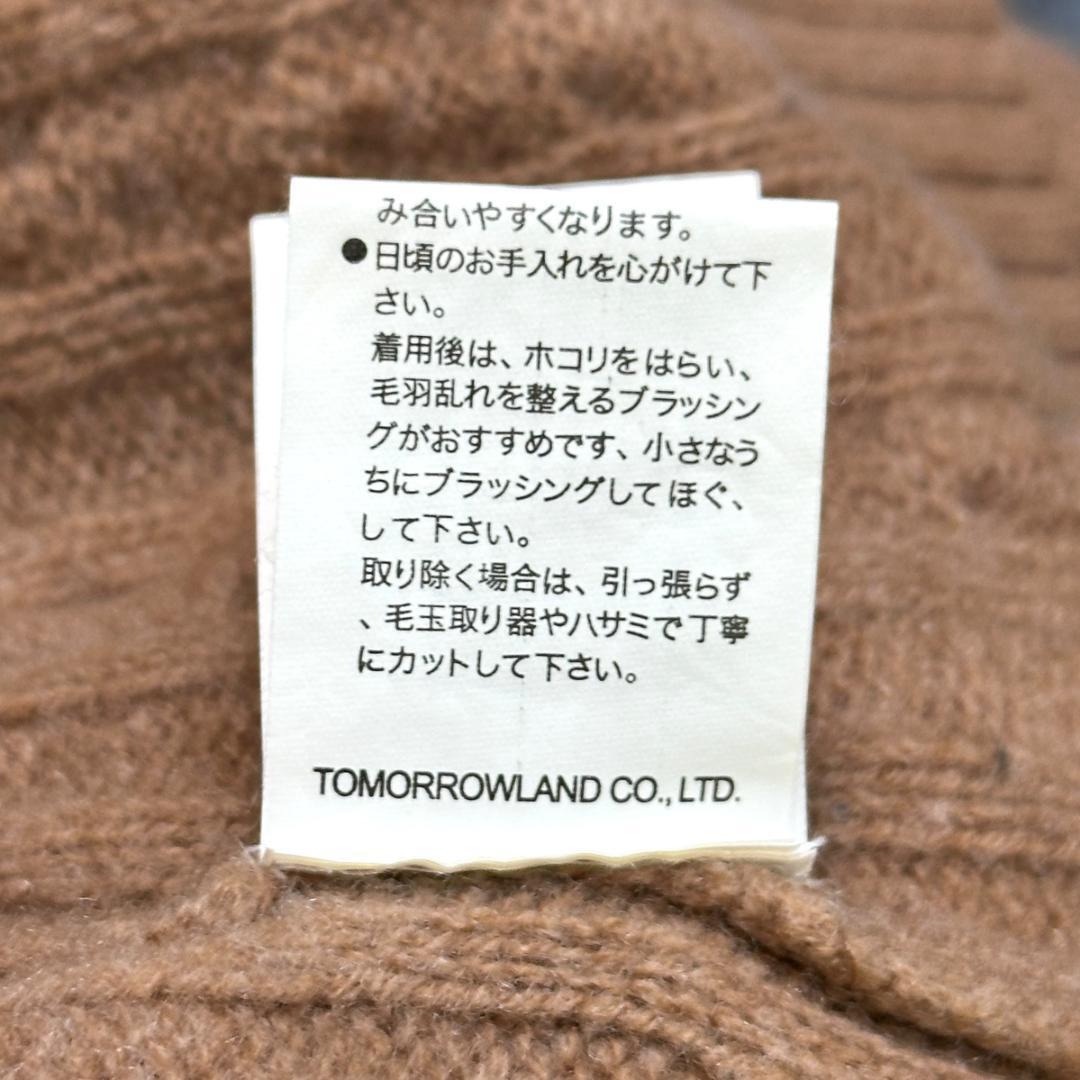 み合いやすくなります。
●日頃のお手入れを心がけて下
さい。
着用後は、ホコリをはらい、
毛羽乱れを整えるブラッシン
グがおすすめです、小さなう
ちにブラッシングしてほぐ、
して下さい。
取り除く場合は、引っ張らず
、毛玉取り器やハサミで丁寧
にカットして下さい。
TOMORROWLAND CO., LTD.